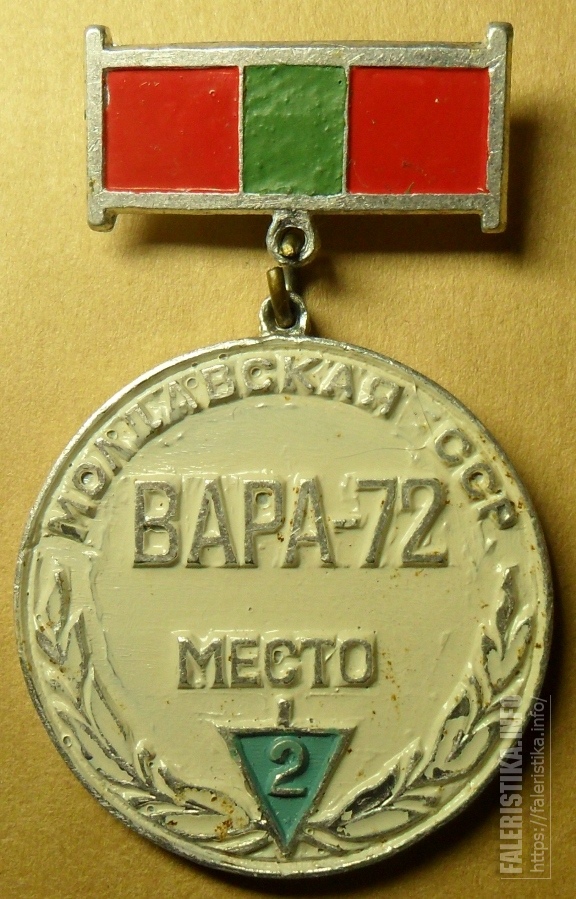 МОЛДАВСКАЯ ССР
ВАРА-72
МЕСТО
2
FALERISTIKA.INFO
https://faleristika.info/